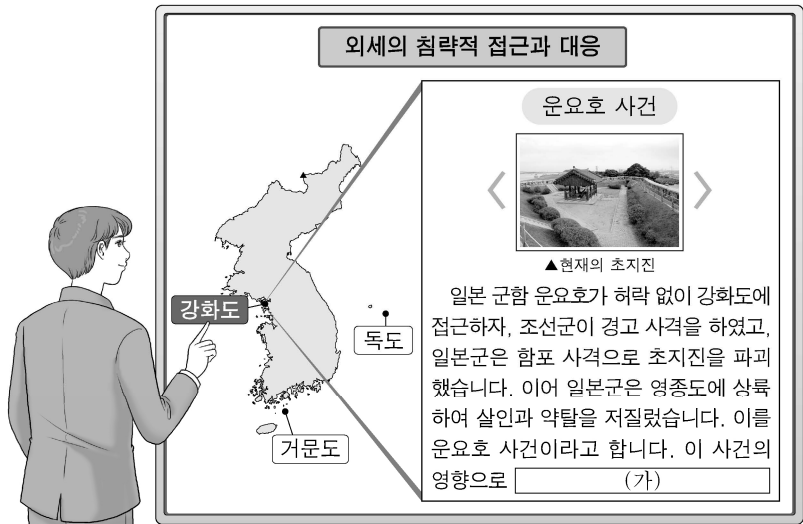 외세의 침략적 접근과 대응
강화도
독도
거문도
운요호 사건
▲현재의 초지진
일본 군함 운요호가 허락 없이 강화도에
접근하자, 조선군이 경고 사격을 하였고,
일본군은 함포 사격으로 초지진을 파괴
했습니다. 이어 일본군은 영종도에 상륙
하여 살인과 약탈을 저질렀습니다. 이를
운요호 사건이라고 합니다. 이 사건의
영향으로 (가)